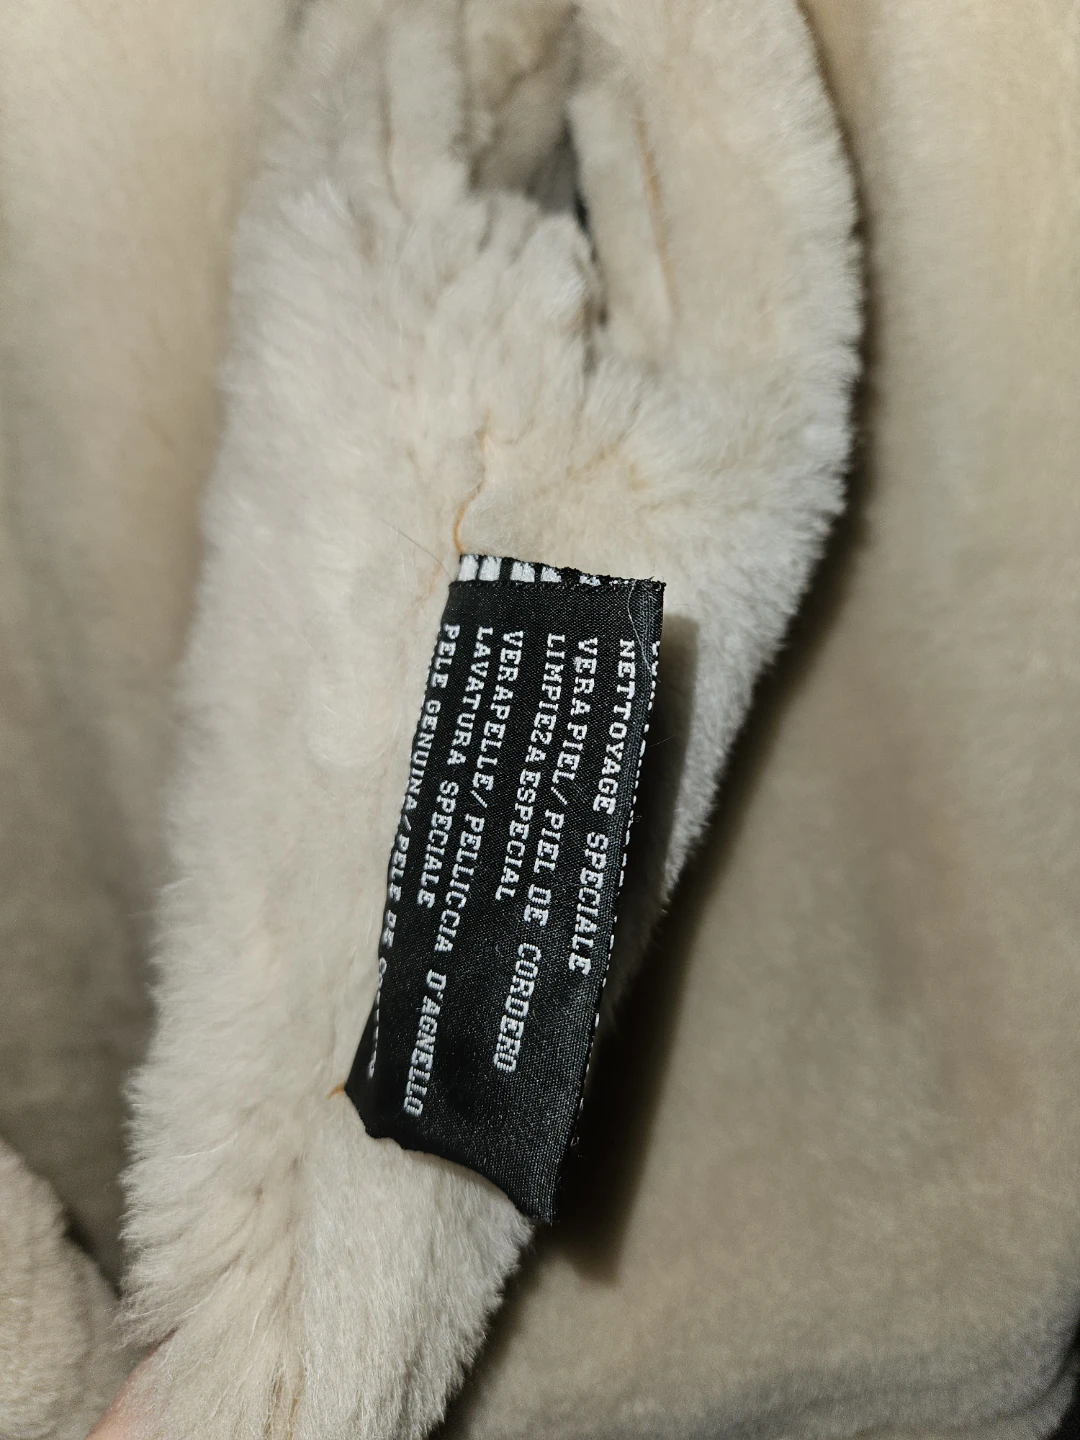 NETTOYAGE SPECIALE
VERA PIEL/ PIEL DE CORDERO
LIMPIEZA ESPECIAL
VERAPELLE/ PELLICCIA D'AGNELLO
LAVATURA SPECIALE
PELE GENUINA/PELE DE